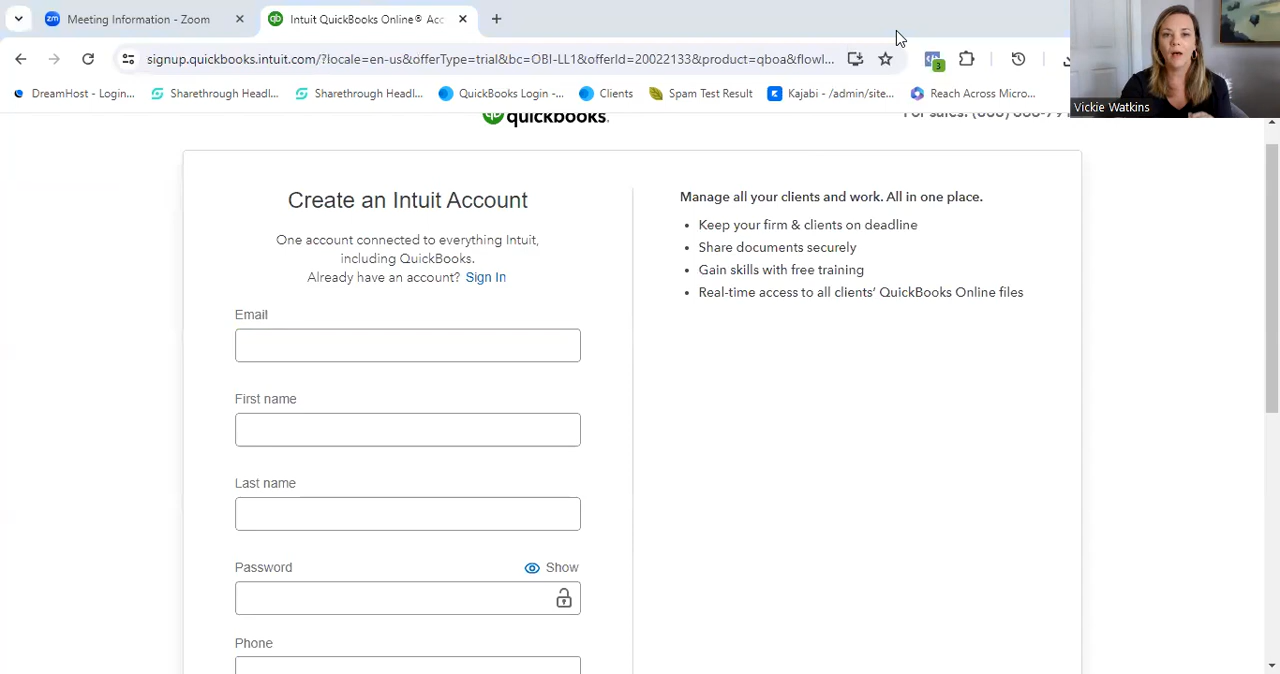 Meeting Information - Zoom
Intuit QuickBooks Online® Acc
signup.quickbooks.intuit.com/?locale=en-us&offerType=trial&bc=OBI-LL1&offerId=20022133&product=qboa&flowl...
DreamHost - Login...
Sharethrough Headl...
Sharethrough Headl...
QuickBooks Login -...
Clients
Spam Test Result
Kajabi - /admin/site...
Reach Across Micro...
3
Vickie Watkins
quickbooks.
Create an Intuit Account
One account connected to everything Intuit,
including QuickBooks.
Already have an account? Sign In
Email
First name
Last name
Password
Show
Phone
Manage all your clients and work. All in one place.
Keep your firm & clients on deadline
Share documents securely
Gain skills with free training
Real-time access to all clients' QuickBooks Online files